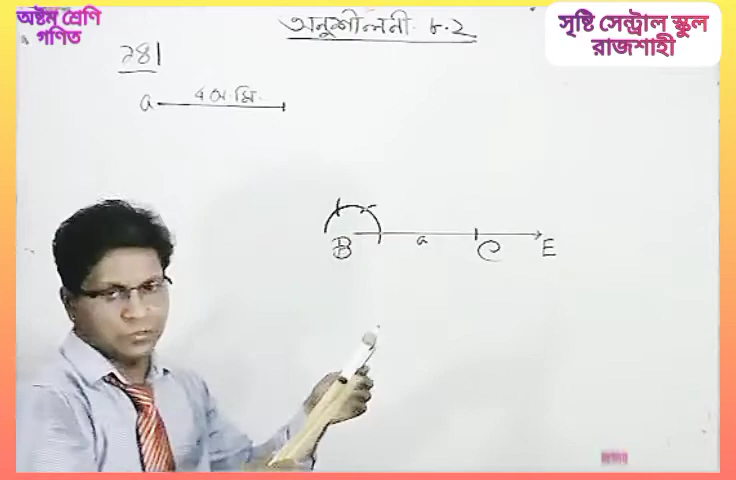 অষ্টম শ্রেণি
গণিত
অনুশীলনী ৮.২
সৃষ্টি সেন্ট্রাল স্কুল
রাজশাহী
১৪|
a ৫ সে.মি.
B a C E